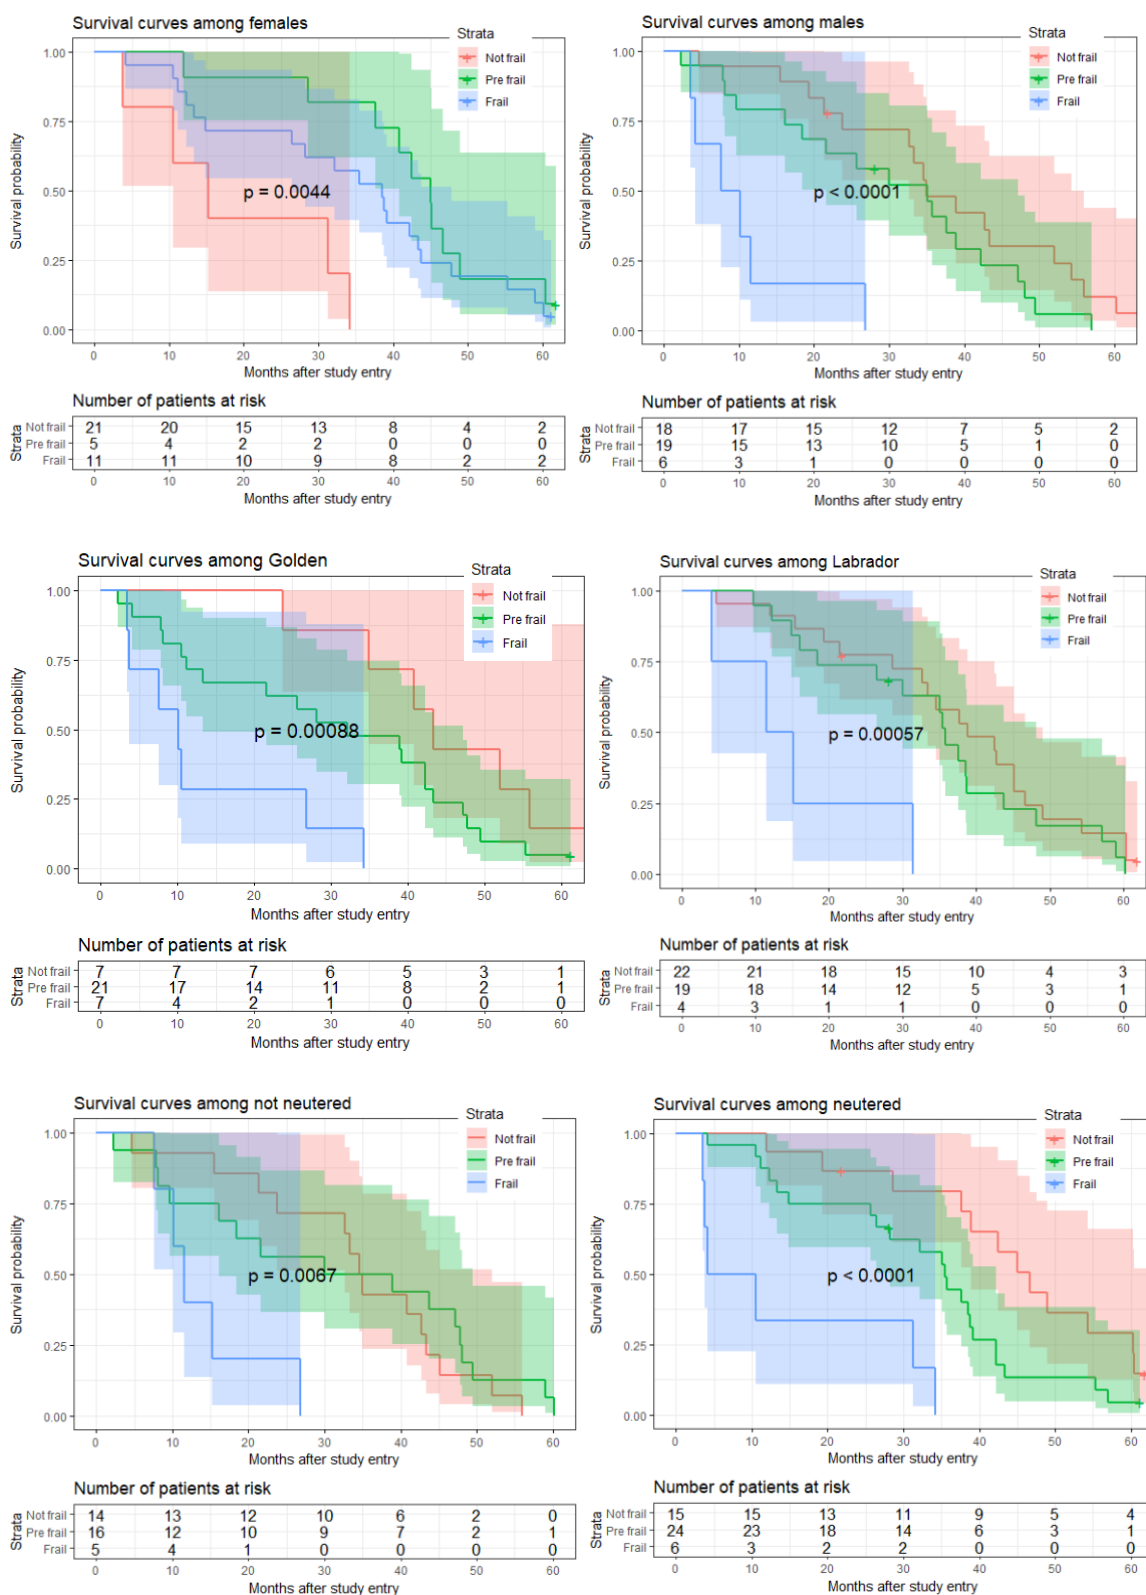 Survival curves among females
Strata
Not frail
Pre frail
Frail
Survival probability
1.00
0.75
0.50
0.25
0.00
p = 0.0044
0 10 20 30 40 50 60
Months after study entry
Number of patients at risk
Strata
Not frail 21 20 15 13 8 4 2
Pre frail 5 4 2 2 0 0 0
Frail 11 11 10 9 8 2 2
0 10 20 30 40 50 60
Months after study entry
Survival curves among males
Strata
Not frail
Pre frail
Frail
Survival probability
1.00
0.75
0.50
0.25
0.00
p < 0.0001
0 10 20 30 40 50 60
Months after study entry
Number of patients at risk
Strata
Not frail 18 17 15 12 7 5 2
Pre frail 19 15 13 10 5 1 0
Frail 6 3 1 0 0 0 0
0 10 20 30 40 50 60
Months after study entry
Survival curves among Golden
Strata
Not frail
Pre frail
Frail
Survival probability
1.00
0.75
0.50
0.25
0.00
p = 0.00088
0 10 20 30 40 50 60
Months after study entry
Number of patients at risk
Strata
Not frail 7 7 7 6 5 3 1
Pre frail 21 17 14 11 8 2 1
Frail 7 4 2 1 0 0 0
0 10 20 30 40 50 60
Months after study entry
Survival curves among Labrador
Strata
Not frail
Pre frail
Frail
Survival probability
1.00
0.75
0.50
0.25
0.00
p = 0.00057
0 10 20 30 40 50 60
Months after study entry
Number of patients at risk
Strata
Not frail 22 21 18 15 10 4 3
Pre frail 19 18 14 12 5 3 1
Frail 4 3 1 1 0 0 0
0 10 20 30 40 50 60
Months after study entry
Survival curves among not neutered
Strata
Not frail
Pre frail
Frail
Survival probability
1.00
0.75
0.50
0.25
0.00
p = 0.0067
0 10 20 30 40 50 60
Months after study entry
Number of patients at risk
Strata
Not frail 14 13 12 10 6 2 0
Pre frail 16 12 10 9 7 2 1
Frail 5 4 1 0 0 0 0
0 10 20 30 40 50 60
Months after study entry
Survival curves among neutered
Strata
Not frail
Pre frail
Frail
Survival probability
1.00
0.75
0.50
0.25
0.00
p < 0.0001
0 10 20 30 40 50 60
Months after study entry
Number of patients at risk
Strata
Not frail 15 15 13 11 9 5 4
Pre frail 24 23 18 14 6 3 1
Frail 6 3 2 2 0 0 0
0 10 20 30 40 50 60
Months after study entry